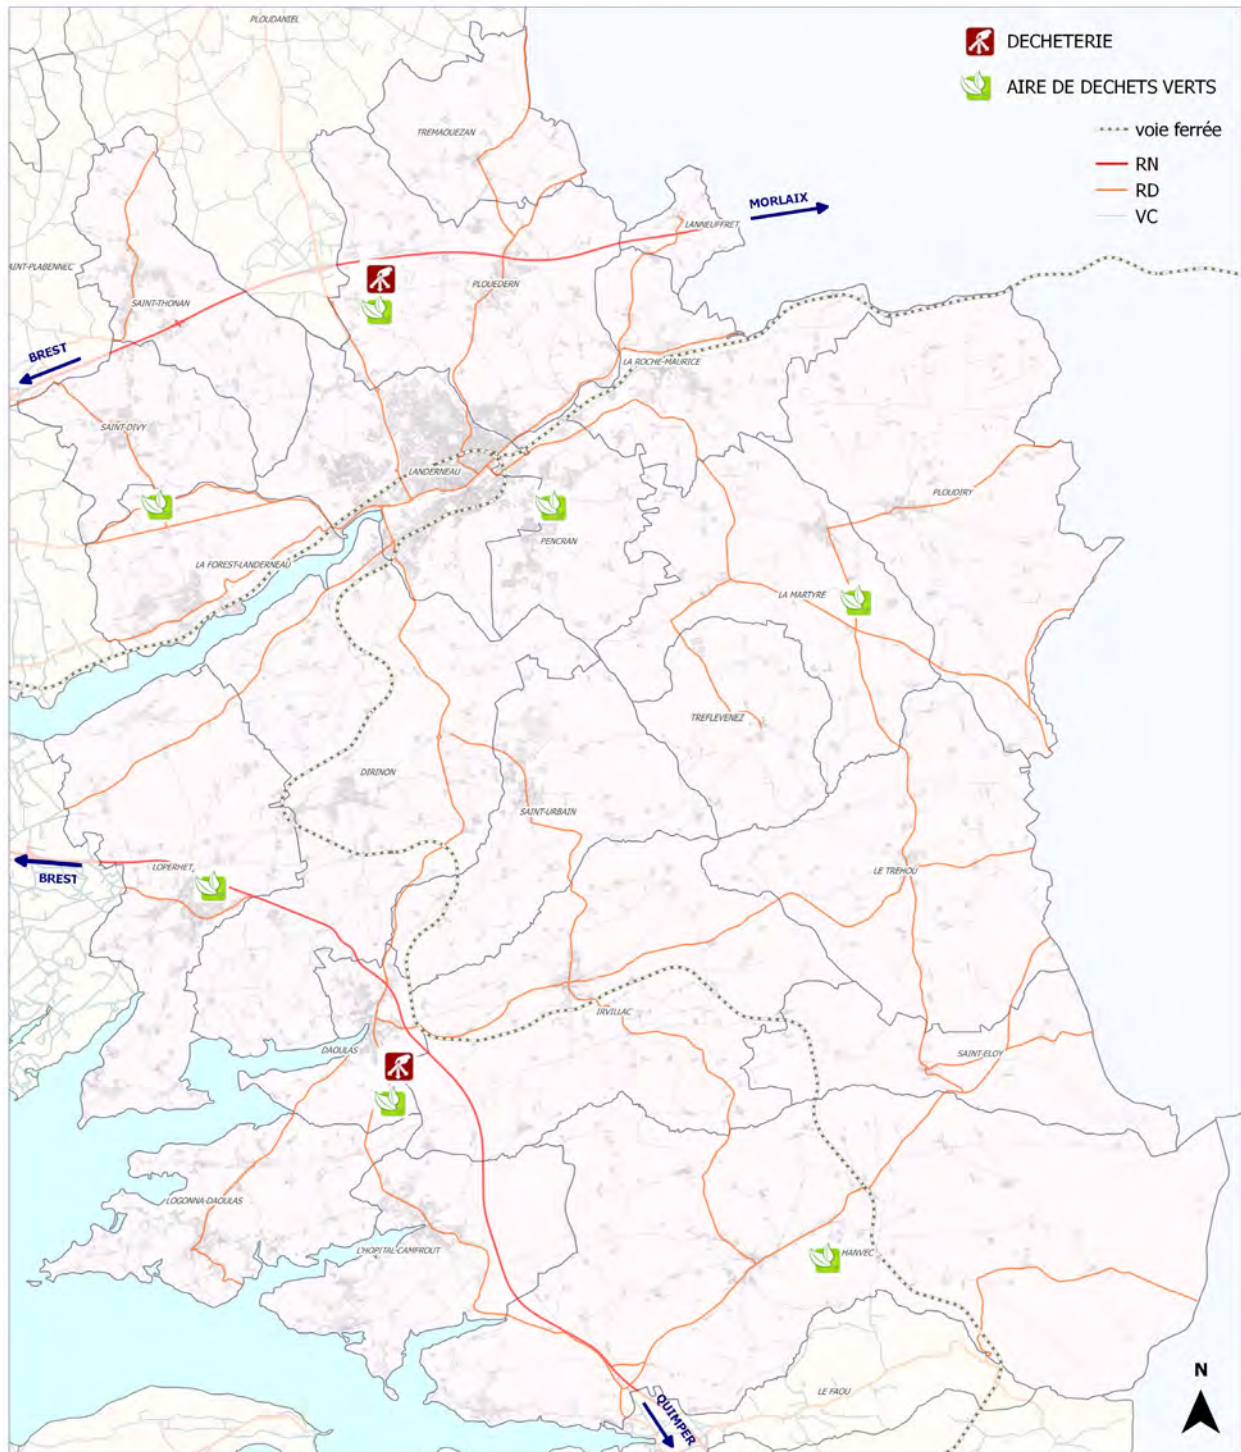 PLOUDANIEL
DECHETERIE
AIRE DE DECHETS VERTS
TREMAOUEZAN
voie ferrée
RN
RD
VC
MORLAIX
LANNEUFFRET
AINT-PLABENNEC
SAINT-THONAN
PLOUEDERN
BREST
LA ROCHE-MAURICE
SAINT-DIVY
LANDERNEAU
PLOUDIRY
PENCRAN
LA FOREST-LANDERNEAU
LA MARTYRE
TREFLEVENEZ
DIRINON
SAINT-URBAIN
LOPERHET
BREST
LE TREHOU
IRVILLAC
DAOULAS
SAINT-ELOY
LOGONNA-DAOULAS
L'HOPITAL-CAMFROUT
HANVEC
N
LE FAOU
QUIMPER